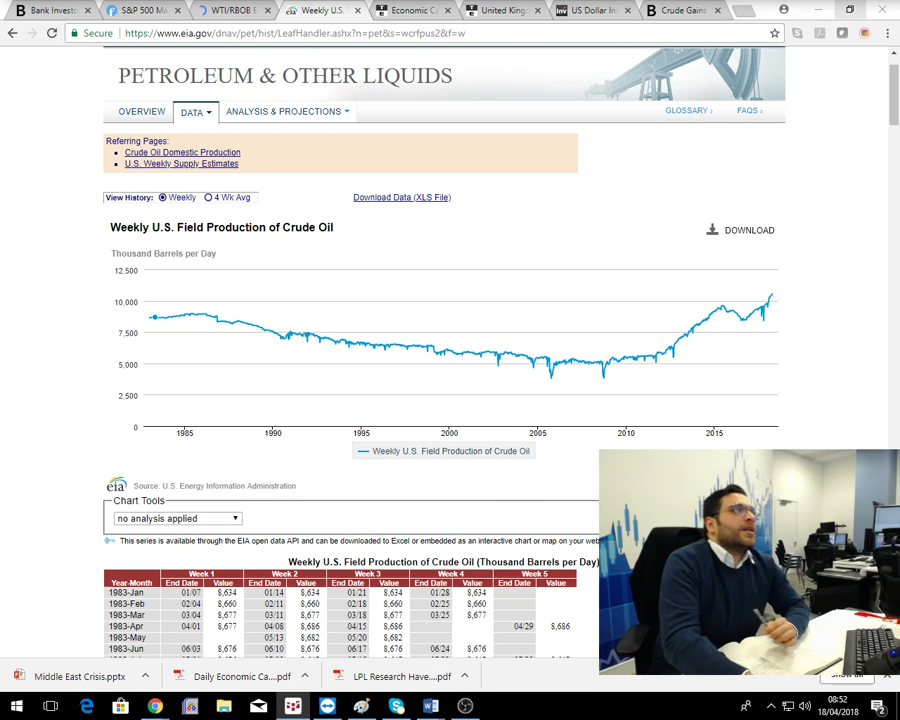 Bank Investo
S&P 500 Ma
WTI/RBOB B
Weekly U.S.
Economic Ca
United Kingd
US Dollar In
Crude Gains
Secure
https://www.eia.gov/dnav/pet/hist/LeafHandler.ashx?n=pet&s=wcrfpus2&f=w
PETROLEUM & OTHER LIQUIDS
OVERVIEW DATA ANALYSIS & PROJECTIONS GLOSSARY › FAQS ›
Referring Pages:
Crude Oil Domestic Production
U.S. Weekly Supply Estimates
View History: Weekly 4 Wk Avg Download Data (XLS File)
Weekly U.S. Field Production of Crude Oil
DOWNLOAD
Thousand Barrels per Day
12,500
10,000
7,500
5,000
2,500
0
1985 1990 1995 2000 2005 2010 2015
Weekly U.S. Field Production of Crude Oil
eia Source: U.S. Energy Information Administration
Chart Tools
no analysis applied
This series is available through the EIA open data API and can be downloaded to Excel or embedded as an interactive chart or map on your web
Weekly U.S. Field Production of Crude Oil (Thousand Barrels per Day)
Year-Month Week 1 Week 2 Week 3 Week 4 Week 5
End Date Value End Date Value End Date Value End Date Value End Date Value
1983-Jan 01/07 8,634 01/14 8,634 01/21 8,634 01/28 8,634
1983-Feb 02/04 8,660 02/11 8,660 02/18 8,660 02/25 8,660
1983-Mar 03/04 8,677 03/11 8,677 03/18 8,677 03/25 8,677
1983-Apr 04/01 8,677 04/08 8,686 04/15 8,686 04/29 8,686
1983-May 05/13 8,682 05/20 8,682
1983-Jun 06/03 8,676 06/10 8,676 06/17 8,676 06/24 8,676
Middle East Crisis.pptx
Daily Economic Ca....pdf
LPL Research Have....pdf
Show all
08:52
18/04/2018
2